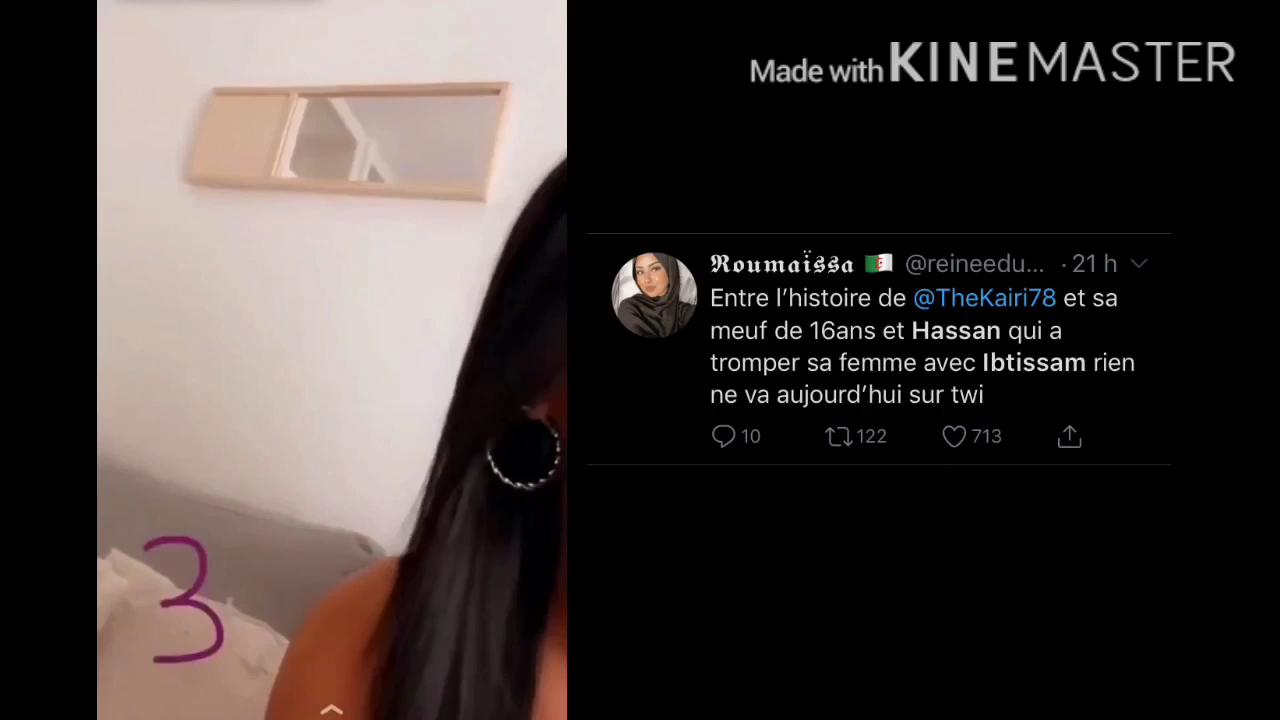 Made with KINEMASTER
Roumaïssa 🇩🇿 @reineedu... · 21 h
Entre l’histoire de @TheKairi78 et sa
meuf de 16ans et Hassan qui a
tromper sa femme avec Ibtissam rien
ne va aujourd’hui sur twi
10 122 713
3